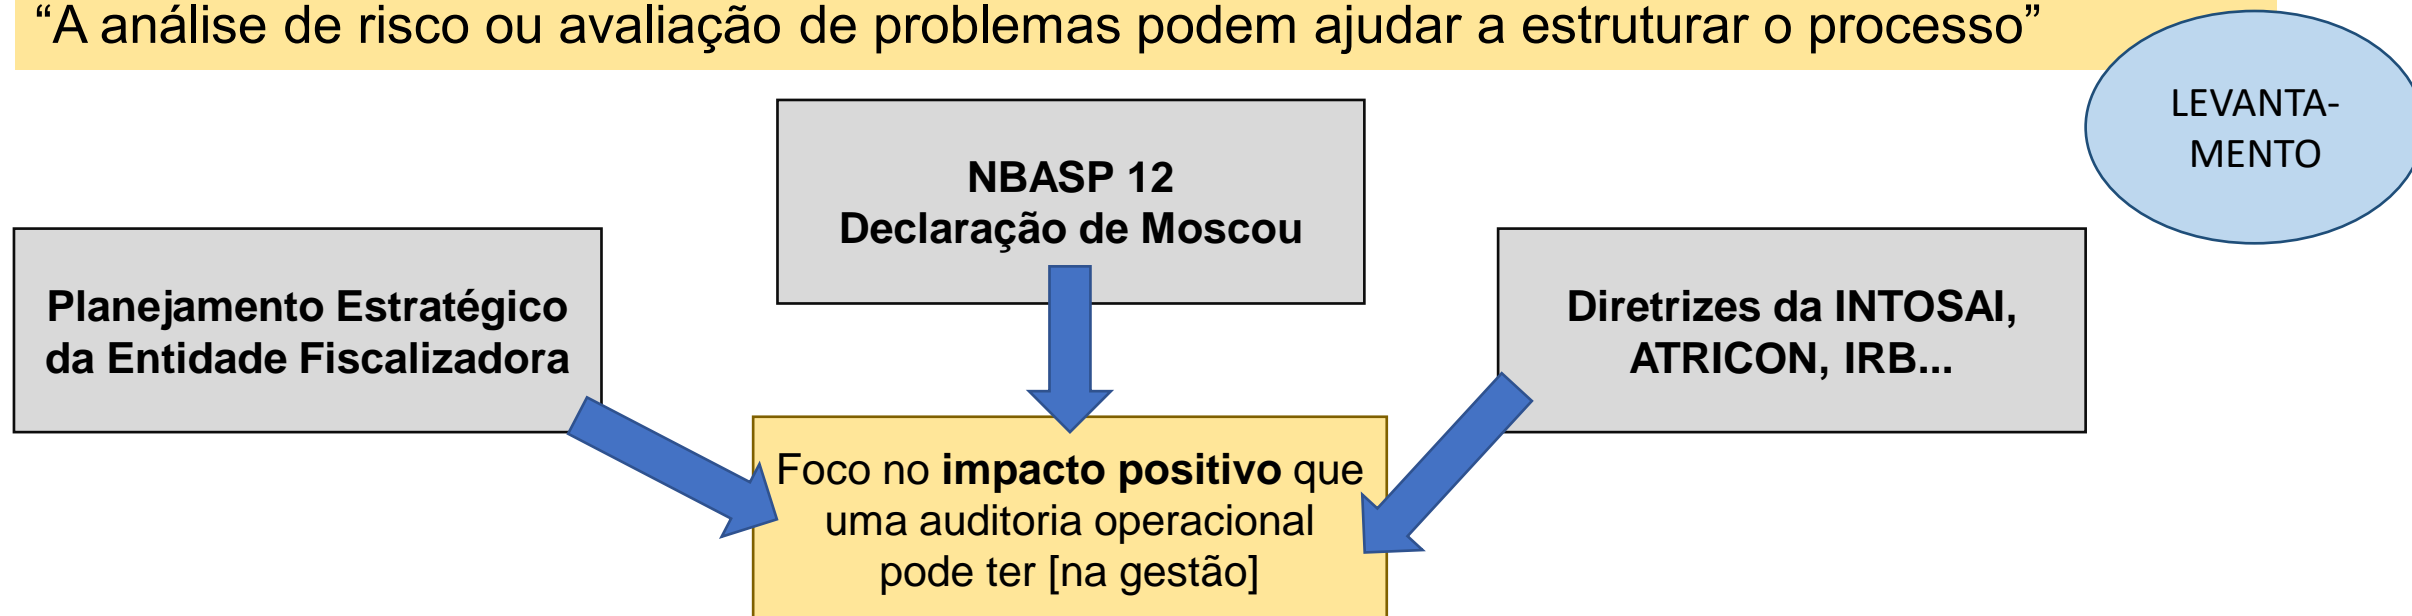 “A análise de risco ou avaliação de problemas podem ajudar a estruturar o processo”
LEVANTA-
MENTO
NBASP 12
Declaração de Moscou
Planejamento Estratégico
da Entidade Fiscalizadora
Diretrizes da INTOSAI,
ATRICON, IRB...
Foco no impacto positivo que
uma auditoria operacional
pode ter [na gestão]